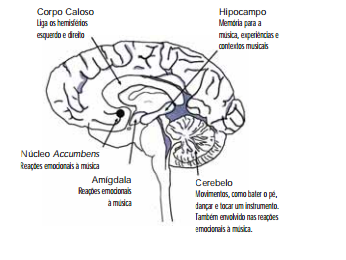 Corpo Caloso
Liga os hemisférios
esquerdo e direito
Hipocampo
Memória para a
música, experiências e
contextos musicais
Núcleo Accumbens
Reações emocionais à música
Amígdala
Reações emocionais
à música
Cerebelo
Movimentos, como bater o pé,
dançar e tocar um instrumento.
Também envolvido nas reações
emocionais à música.